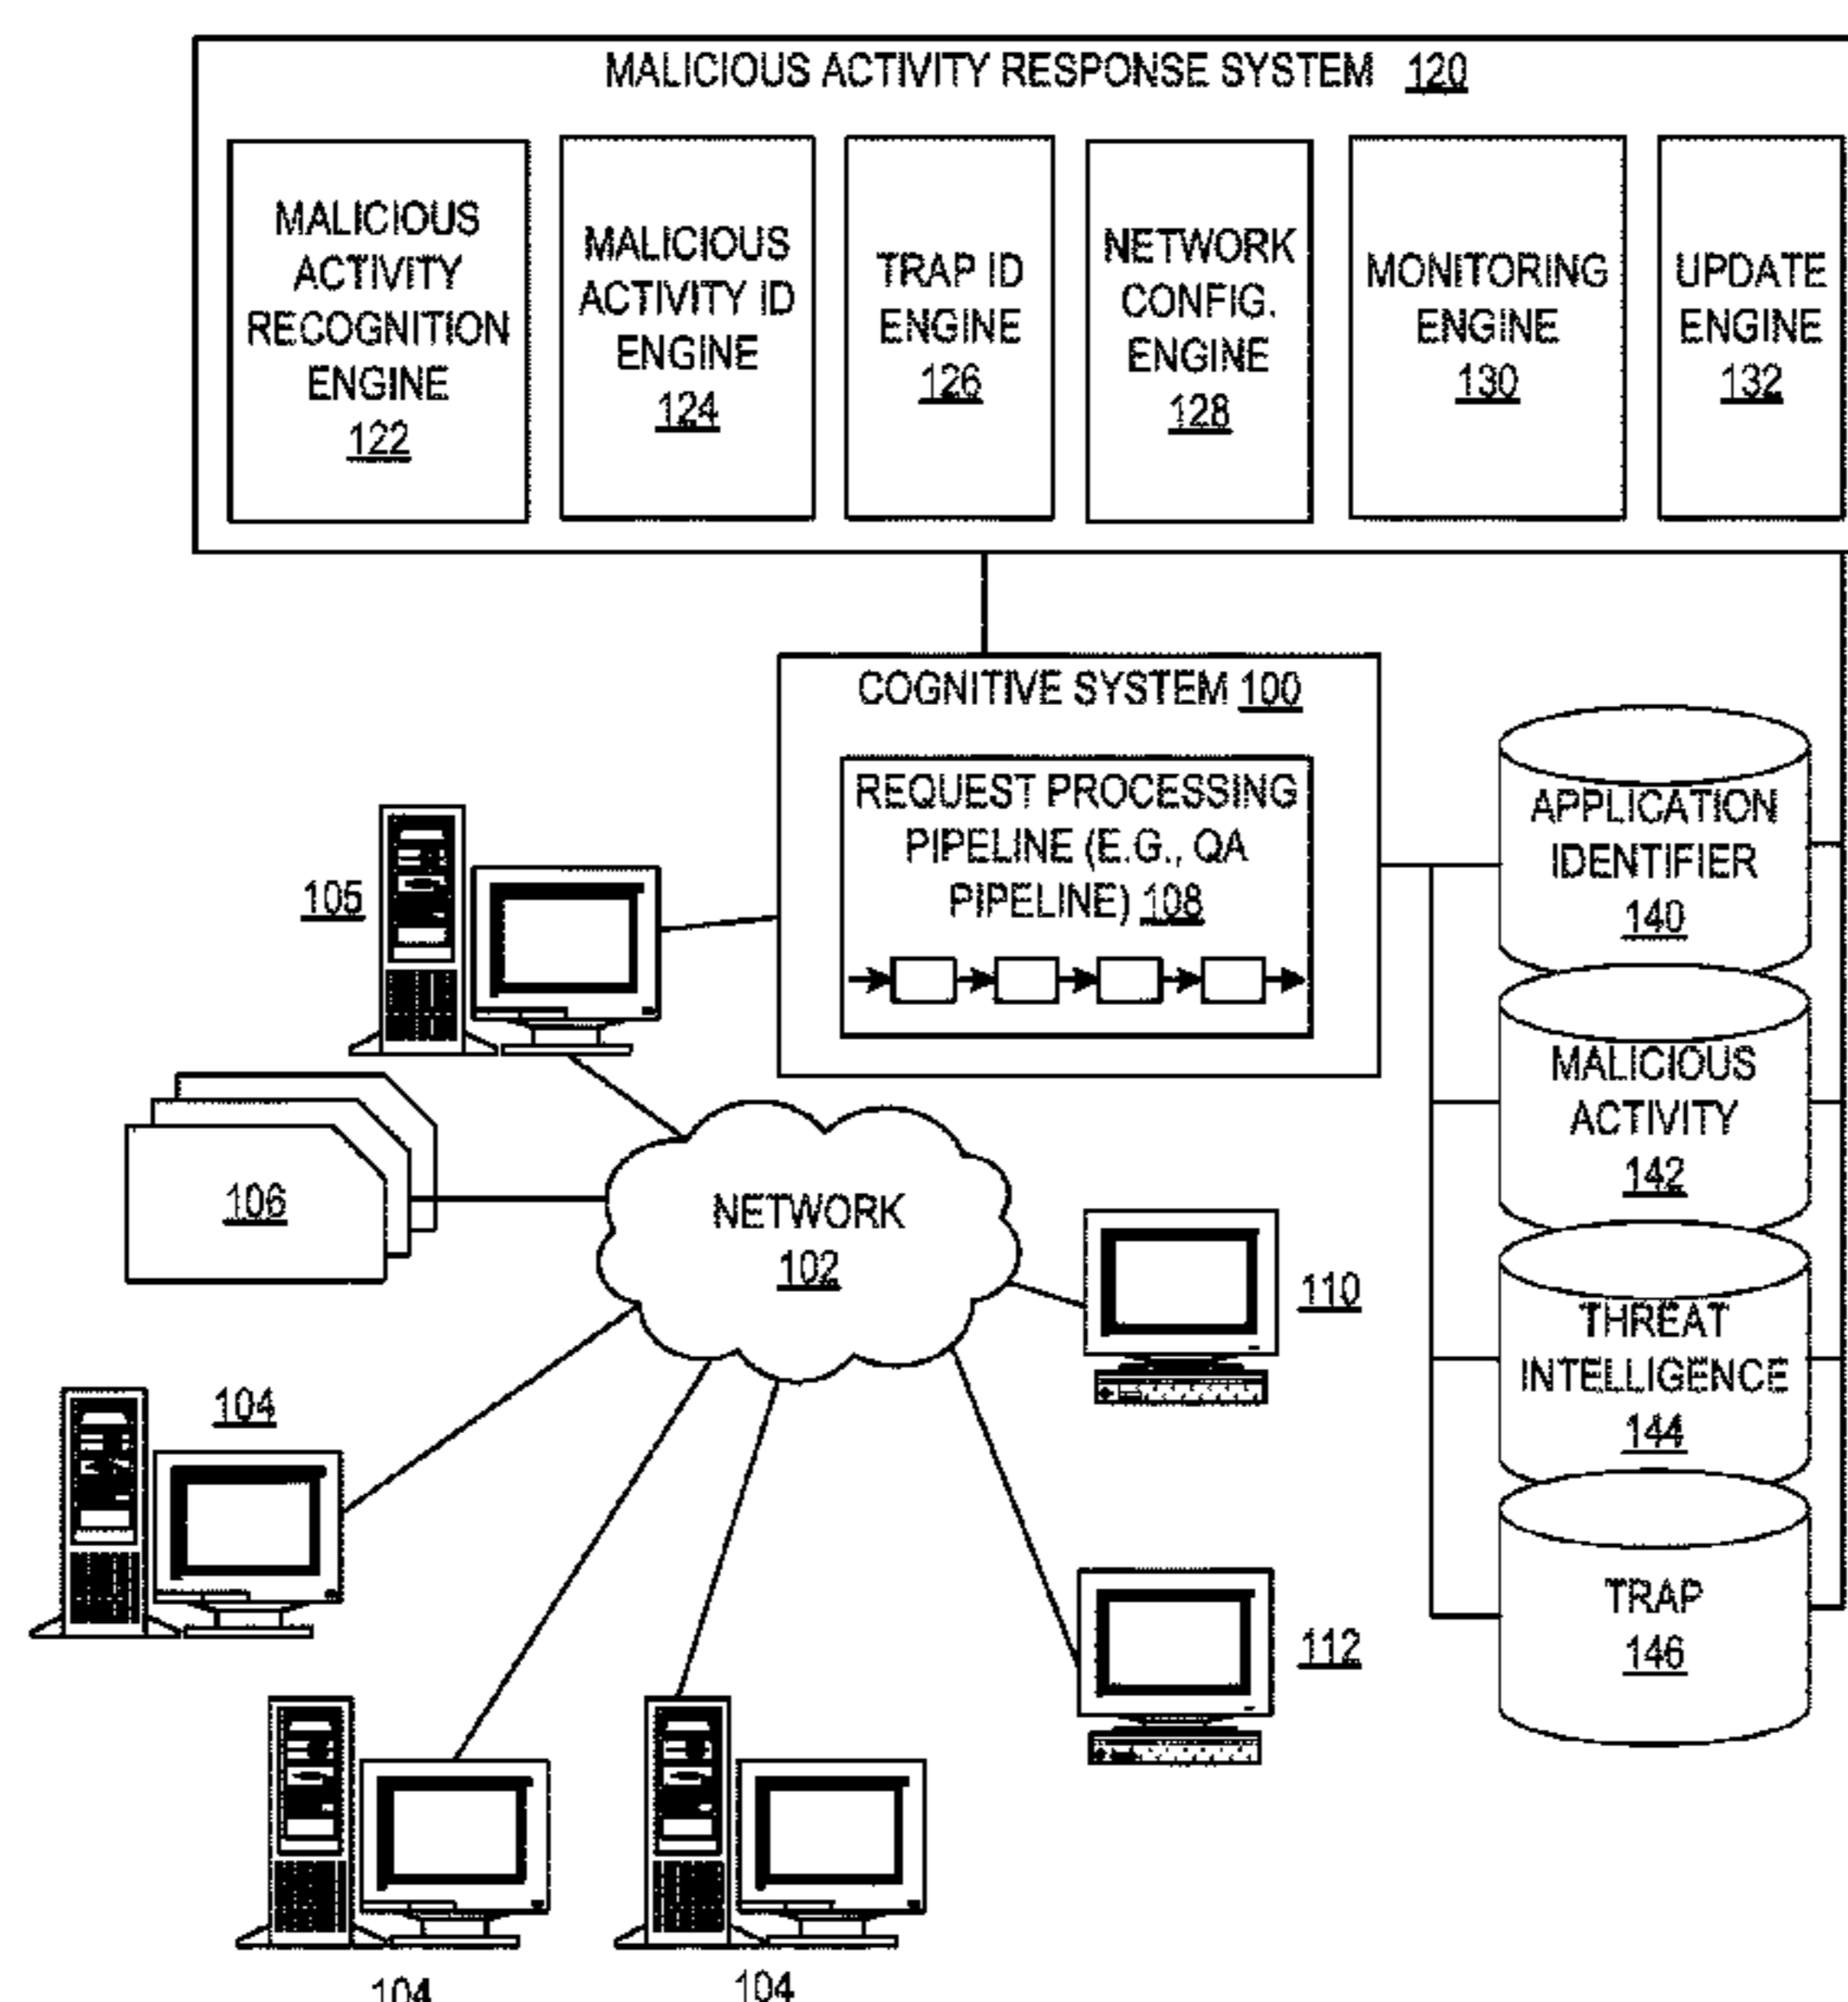 MALICIOUS ACTIVITY RESPONSE SYSTEM 120
MALICIOUS
ACTIVITY
RECOGNITION
ENGINE
122
MALICIOUS
ACTIVITY ID
ENGINE
124
TRAP ID
ENGINE
126
NETWORK
CONFIG.
ENGINE
128
MONITORING
ENGINE
130
UPDATE
ENGINE
132
COGNITIVE SYSTEM 100
REQUEST PROCESSING
PIPELINE (E.G., QA
PIPELINE) 108
APPLICATION
IDENTIFIER
140
MALICIOUS
ACTIVITY
142
THREAT
INTELLIGENCE
144
TRAP
146
105
106
NETWORK
102
110
104
112
104
104